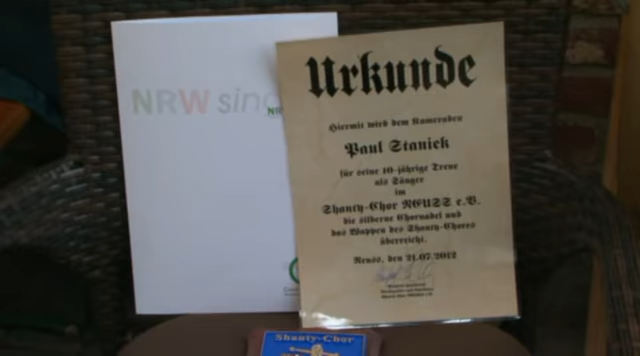 NRW sin
NR
Urkunde
Hiermit wird dem Kameraden
Paul Stanick
für seine 10-jährige Treue
als Sänger
im
Shanty-Chor NEUSS e.V.
die silberne Chornadel und
das Wappen des Shanty-Chores
überreicht.
Neuss, den 21.07.2012
Shanty-Chor